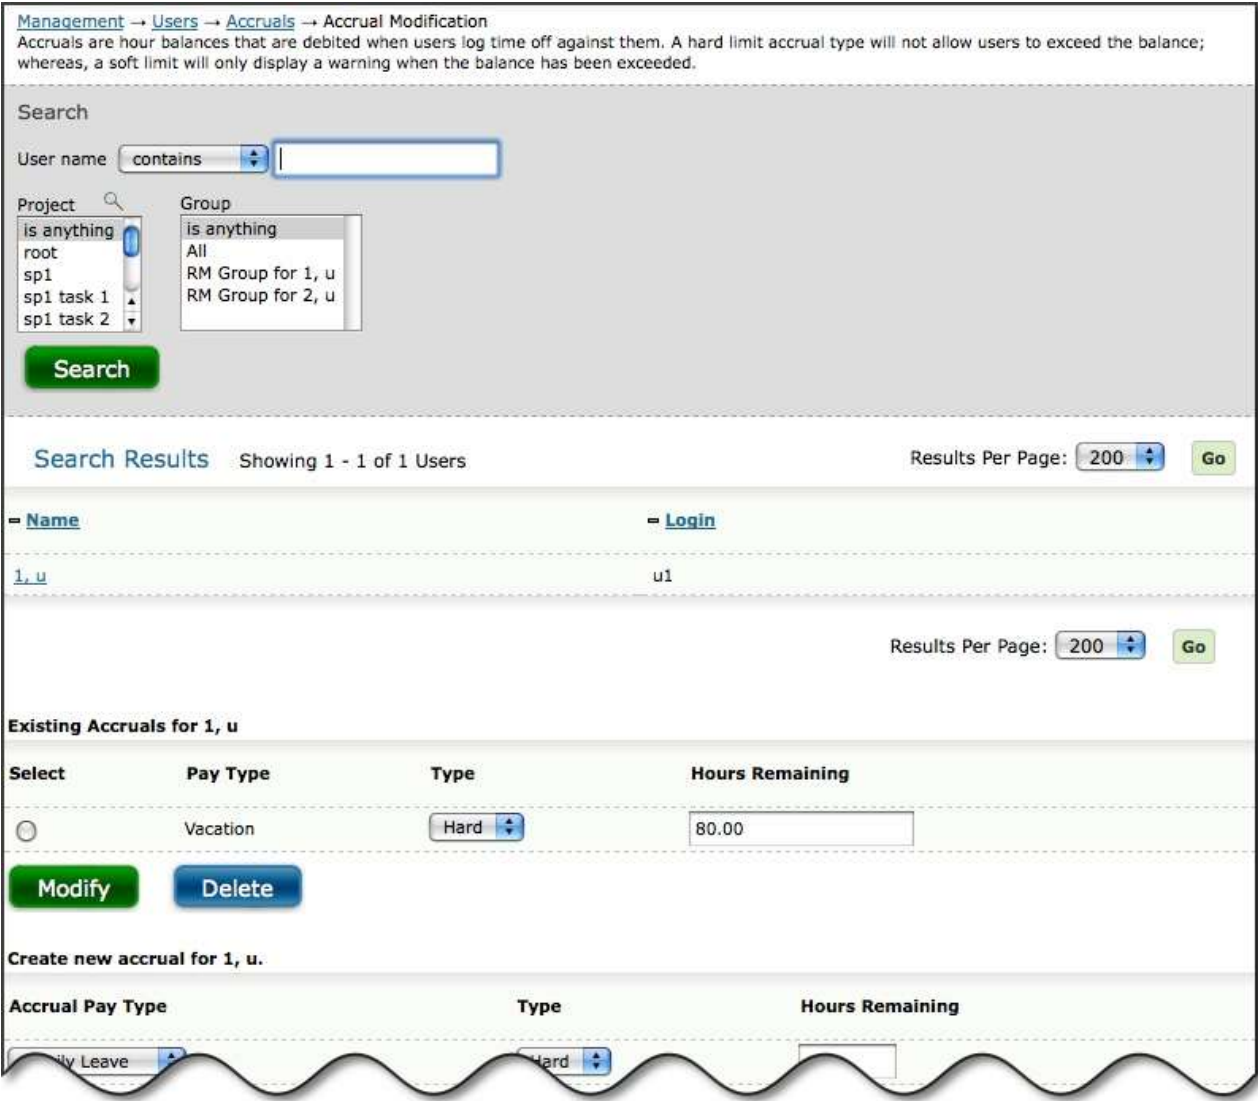 Management → Users → Accruals → Accrual Modification
Accruals are hour balances that are debited when users log time off against them. A hard limit accrual type will not allow users to exceed the balance;
whereas, a soft limit will only display a warning when the balance has been exceeded.
Search
User name contains
Project Group
is anything is anything
root All
sp1 RM Group for 1, u
sp1 task 1 RM Group for 2, u
sp1 task 2
Search
Search Results Showing 1 - 1 of 1 Users Results Per Page: 200 Go
Name Login
1, u u1
Results Per Page: 200 Go
Existing Accruals for 1, u
Select Pay Type Type Hours Remaining
Vacation Hard 80.00
Modify Delete
Create new accrual for 1, u.
Accrual Pay Type Type Hours Remaining
Leave Hard